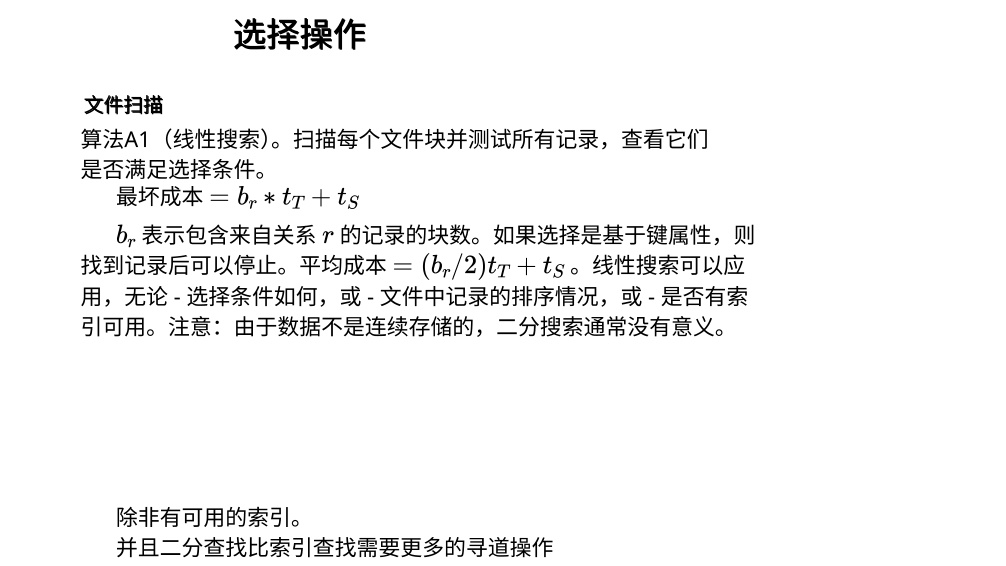 选择操作
文件扫描
算法A1（线性搜索）。扫描每个文件块并测试所有记录，查看它们
是否满足选择条件。
最坏成本 = b_r * t_T + t_S
b_r 表示包含来自关系 r 的记录的块数。如果选择是基于键属性，则
找到记录后可以停止。平均成本 = (b_r/2)t_T + t_S 。线性搜索可以应
用，无论 - 选择条件如何，或 - 文件中记录的排序情况，或 - 是否有索
引可用。注意：由于数据不是连续存储的，二分搜索通常没有意义。
除非有可用的索引。
并且二分查找比索引查找需要更多的寻道操作